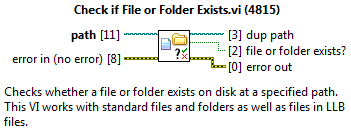 Check if File or Folder Exists.vi (4815)
path [11]
[3] dup path
[2] file or folder exists?
error in (no error) [8]
[0] error out
?
Checks whether a file or folder exists on disk at a specified path.
This VI works with standard files and folders as well as files in LLB
files.